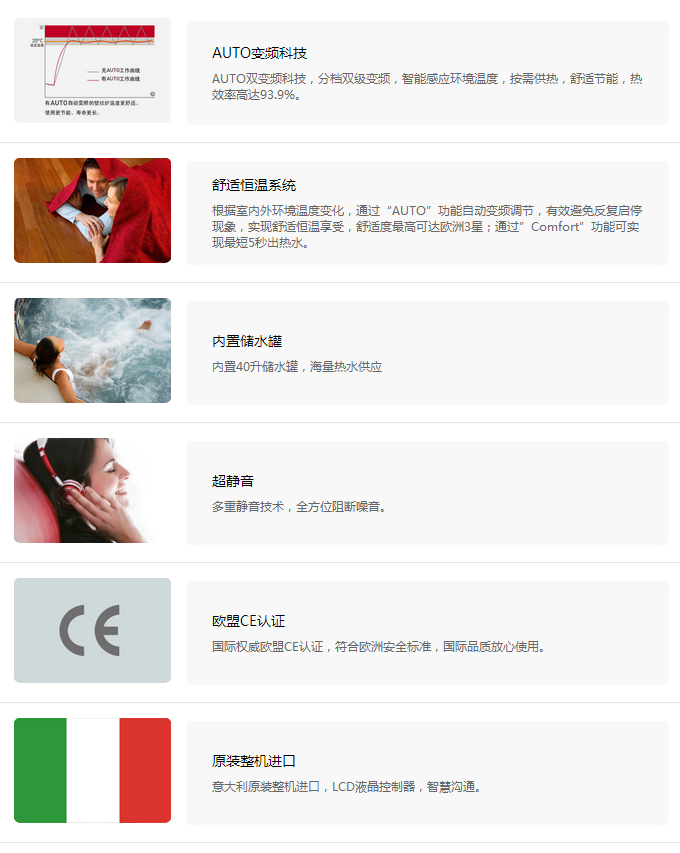 20°C
无AUTO工作曲线
有AUTO工作曲线
有AUTO自动变频的壁挂炉温度更舒适、
使用更节能、寿命更长。
AUTO变频科技
AUTO双变频科技，分档双级变频，智能感应环境温度，按需供热，舒适节能，热
效率高达93.9%。
舒适恒温系统
根据室内外环境温度变化，通过“AUTO”功能自动变频调节，有效避免反复启停
现象，实现舒适恒温享受，舒适度最高可达欧洲3星；通过”Comfort”功能可实
现最短5秒出热水。
内置储水罐
内置40升储水罐，海量热水供应
超静音
多重静音技术，全方位阻断噪音。
CE
欧盟CE认证
国际权威欧盟CE认证，符合欧洲安全标准，国际品质放心使用。
原装整机进口
意大利原装整机进口，LCD液晶控制器，智慧沟通。